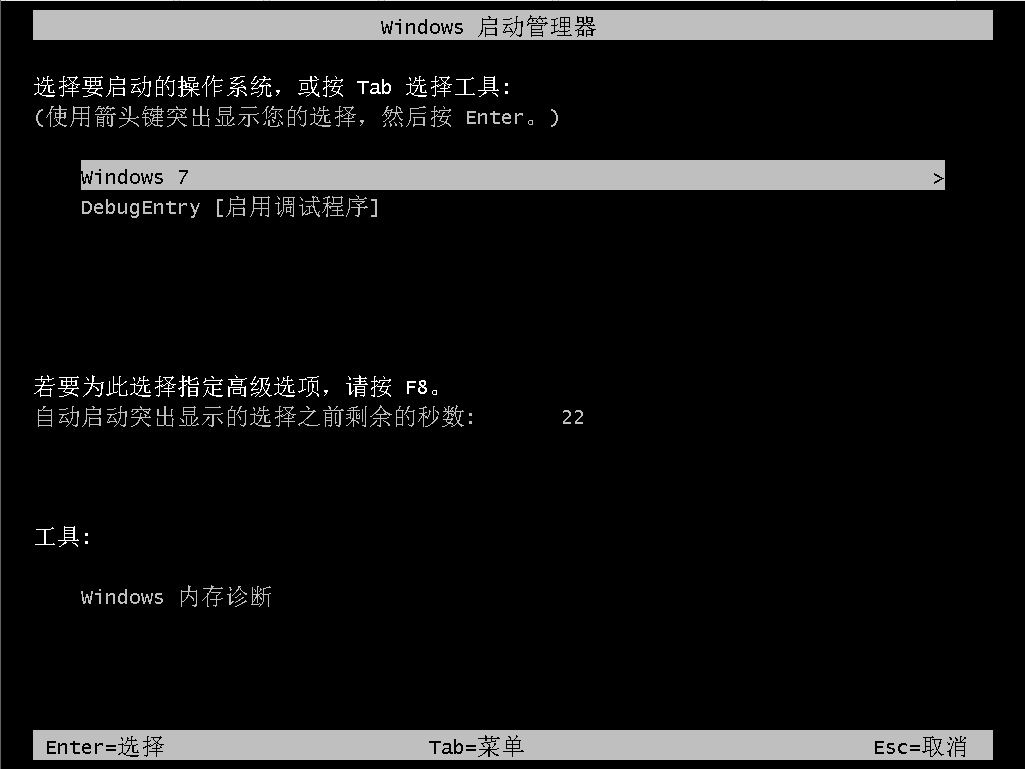 Windows 启动管理器
选择要启动的操作系统，或按 Tab 选择工具:
(使用箭头键突出显示您的选择，然后按 Enter。)
Windows 7 >
DebugEntry [启用调试程序]
若要为此选择指定高级选项，请按 F8。
自动启动突出显示的选择之前剩余的秒数: 22
工具:
Windows 内存诊断
Enter=选择 Tab=菜单 Esc=取消